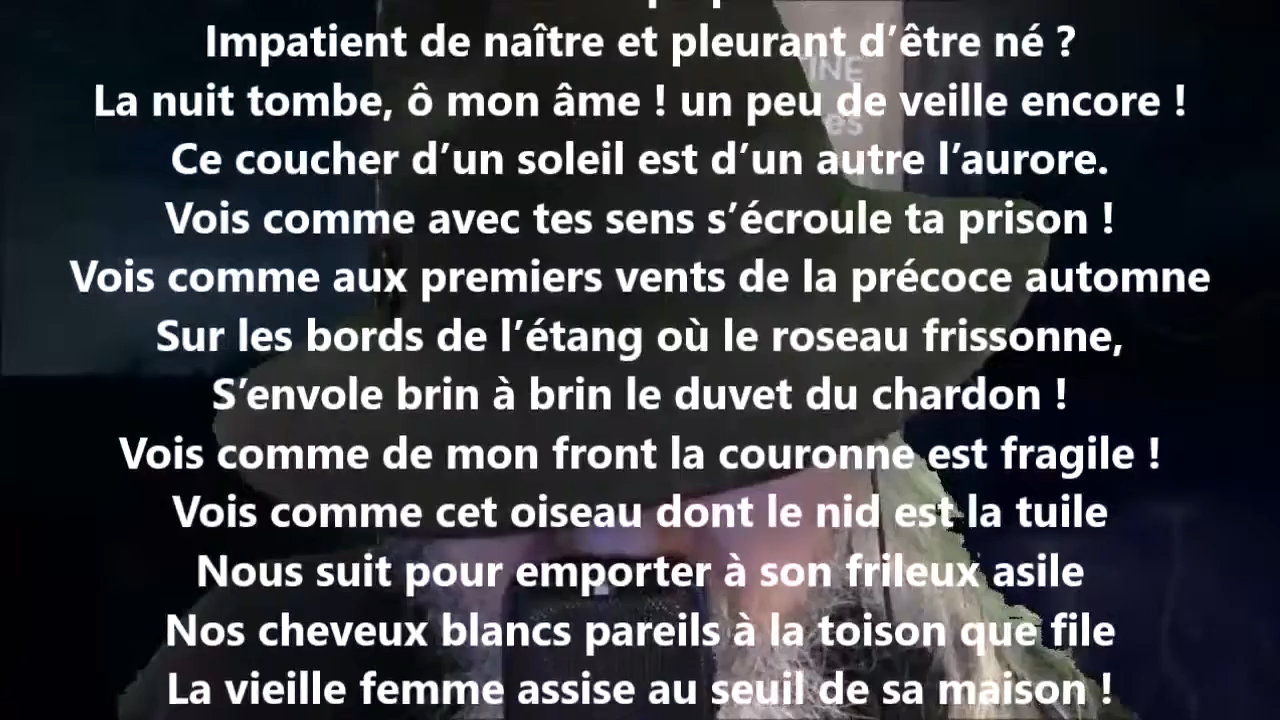 Impatient de naître et pleurant d’être né ?
La nuit tombe, ô mon âme ! un peu de veille encore !
Ce coucher d’un soleil est d’un autre l’aurore.
Vois comme avec tes sens s’écroule ta prison !
Vois comme aux premiers vents de la précoce automne
Sur les bords de l’étang où le roseau frissonne,
S’envole brin à brin le duvet du chardon !
Vois comme de mon front la couronne est fragile !
Vois comme cet oiseau dont le nid est la tuile
Nous suit pour emporter à son frileux asile
Nos cheveux blancs pareils à la toison que file
La vieille femme assise au seuil de sa maison !